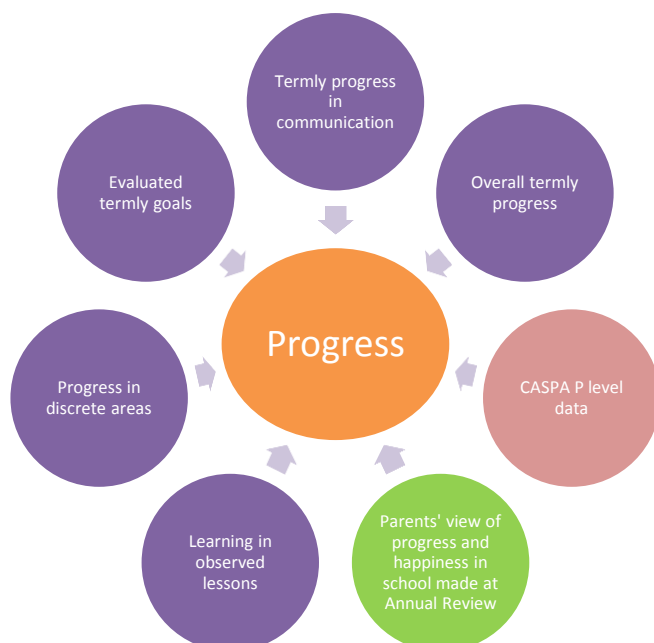 Termly progress
in
communication
Evaluated
termly goals
Overall termly
progress
Progress
Progress in
discrete areas
CASPA P level
data
Learning in
observed
lessons
Parents' view of
progress and
happiness in
school made at
Annual Review